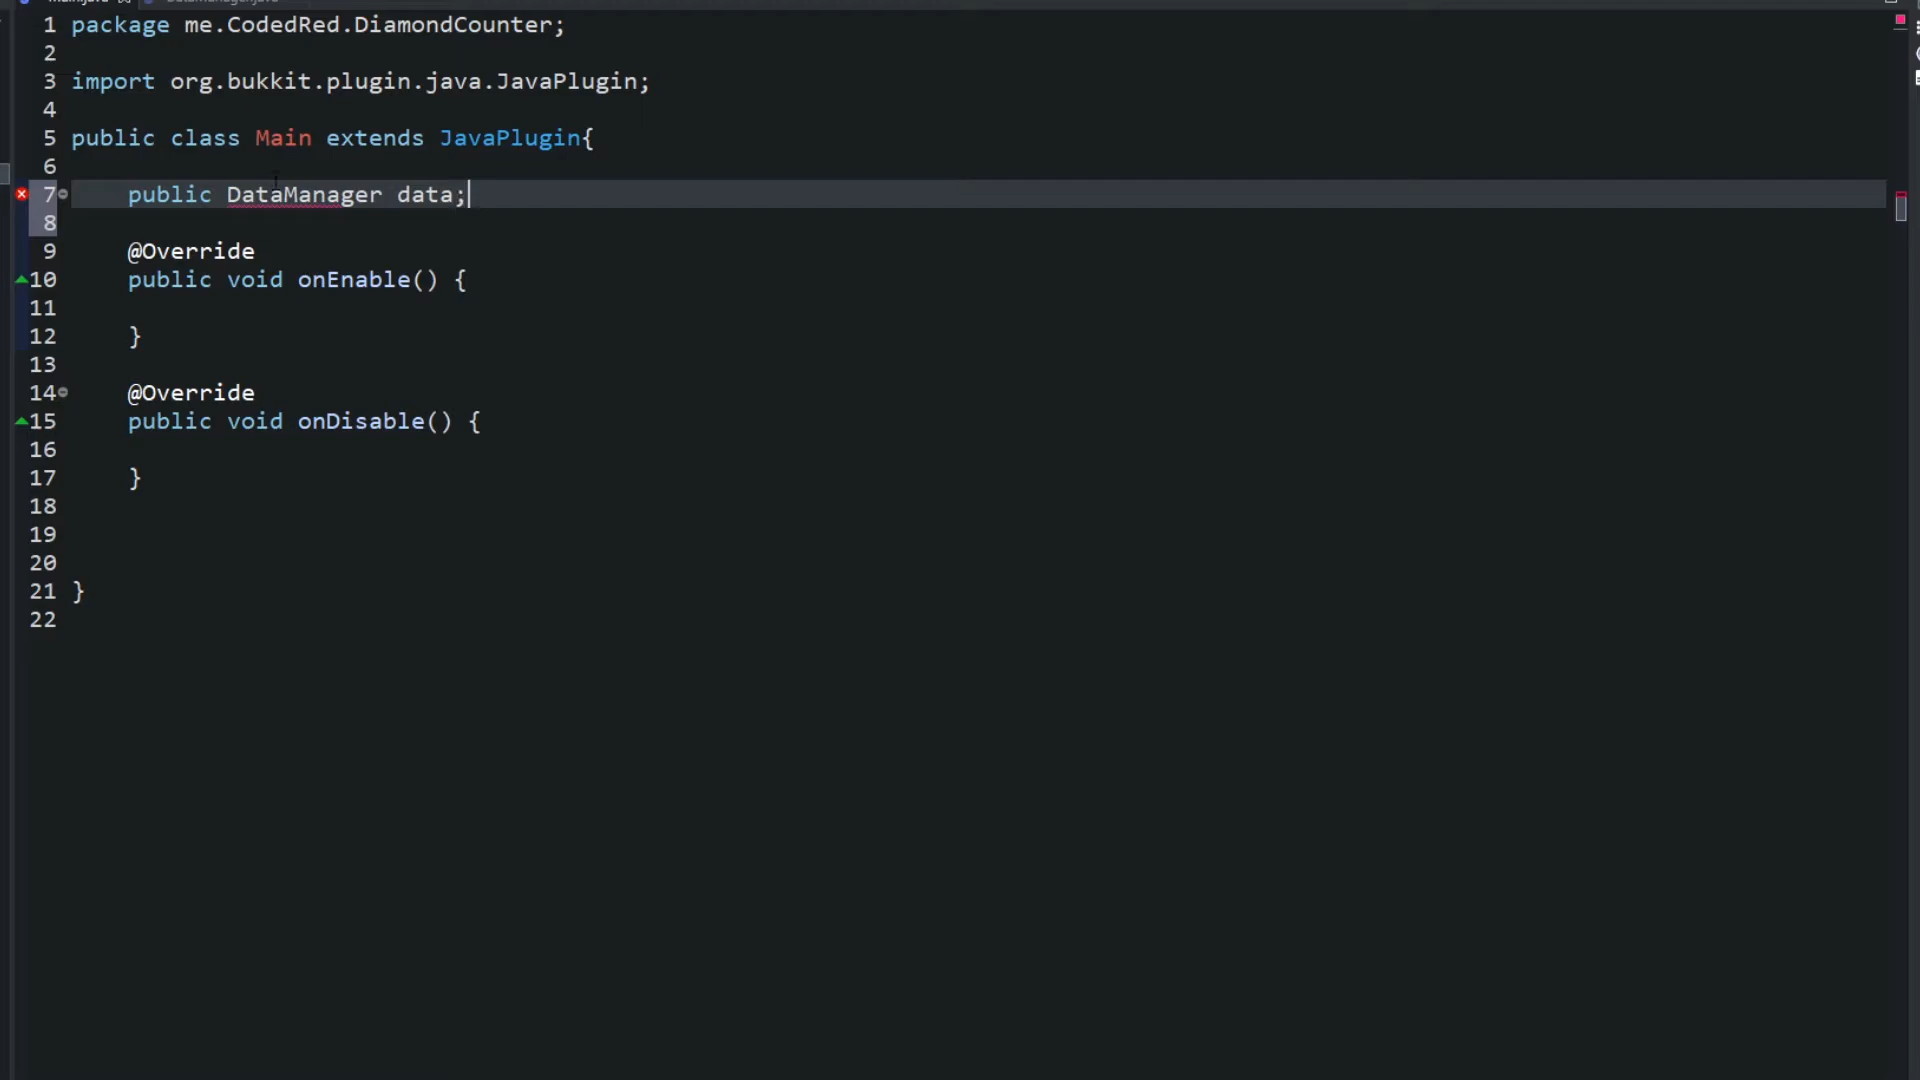 1 package me.CodedRed.DiamondCounter;
2
3 import org.bukkit.plugin.java.JavaPlugin;
4
5 public class Main extends JavaPlugin{
6
7 public DataManager data;
8
9 @Override
10 public void onEnable() {
11
12 }
13
14 @Override
15 public void onDisable() {
16
17 }
18
19
20
21 }
22